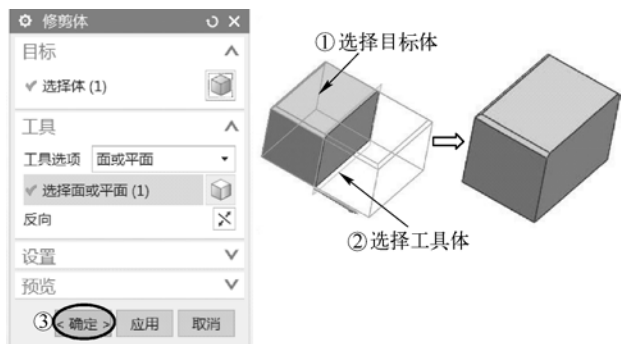 修剪体
目标
选择体 (1)
工具
工具选项 面或平面
选择面或平面 (1)
反向
设置
预览
③ <确定> 应用 取消
①选择目标体
②选择工具体